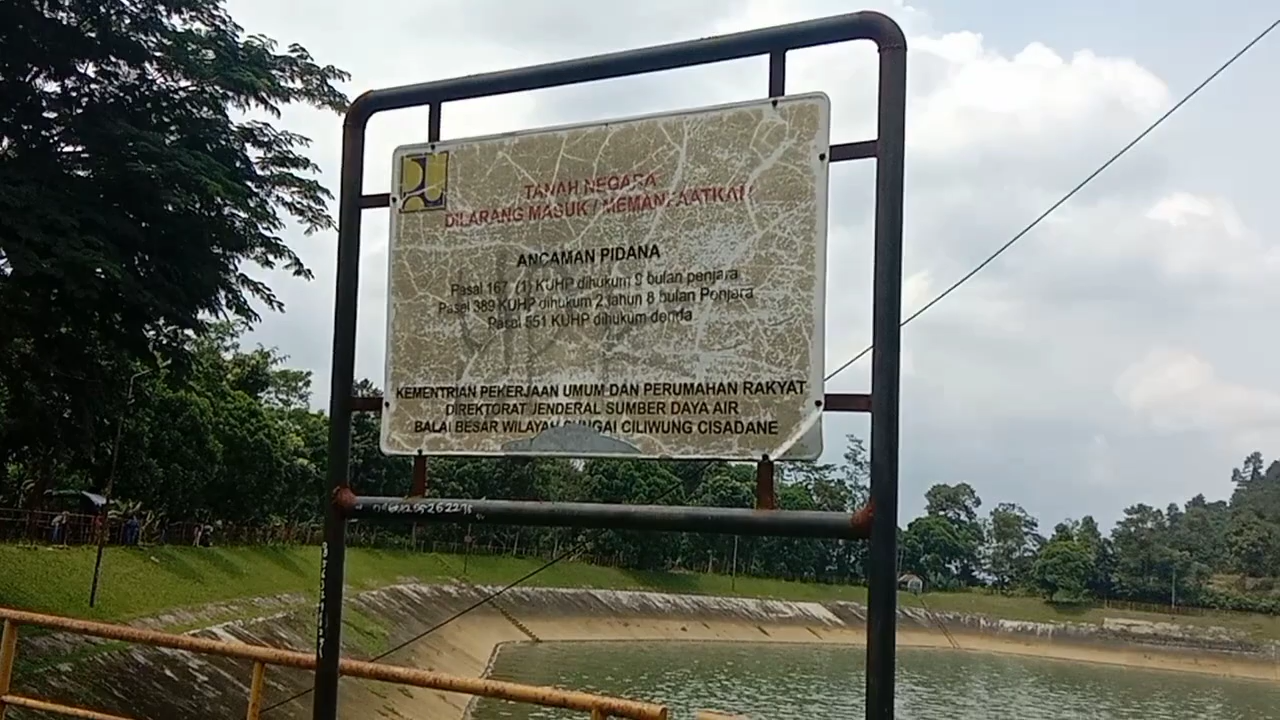 TANAH NEGARA
DILARANG MASUK / MEMANFAATKAN
ANCAMAN PIDANA
Pasal 167 (1) KUHP dihukum 9 bulan penjara
Pasal 389 KUHP dihukum 2 tahun 8 bulan Penjara
Pasal 551 KUHP dihukum denda
KEMENTRIAN PEKERJAAN UMUM DAN PERUMAHAN RAKYAT
DIREKTORAT JENDERAL SUMBER DAYA AIR
BALAI BESAR WILAYAH SUNGAI CILIWUNG CISADANE